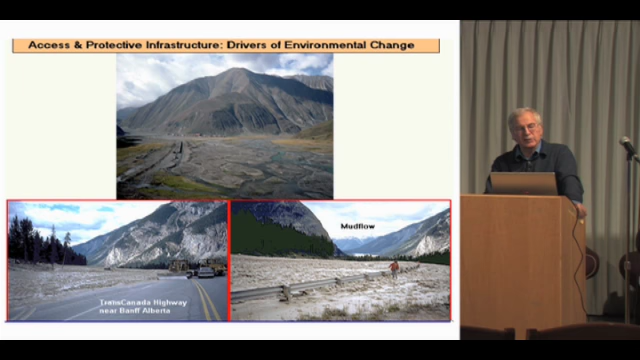 Access & Protective Infrastructure: Drivers of Environmental Change
Mudflow
TransCanada Highway
near Banff Alberta